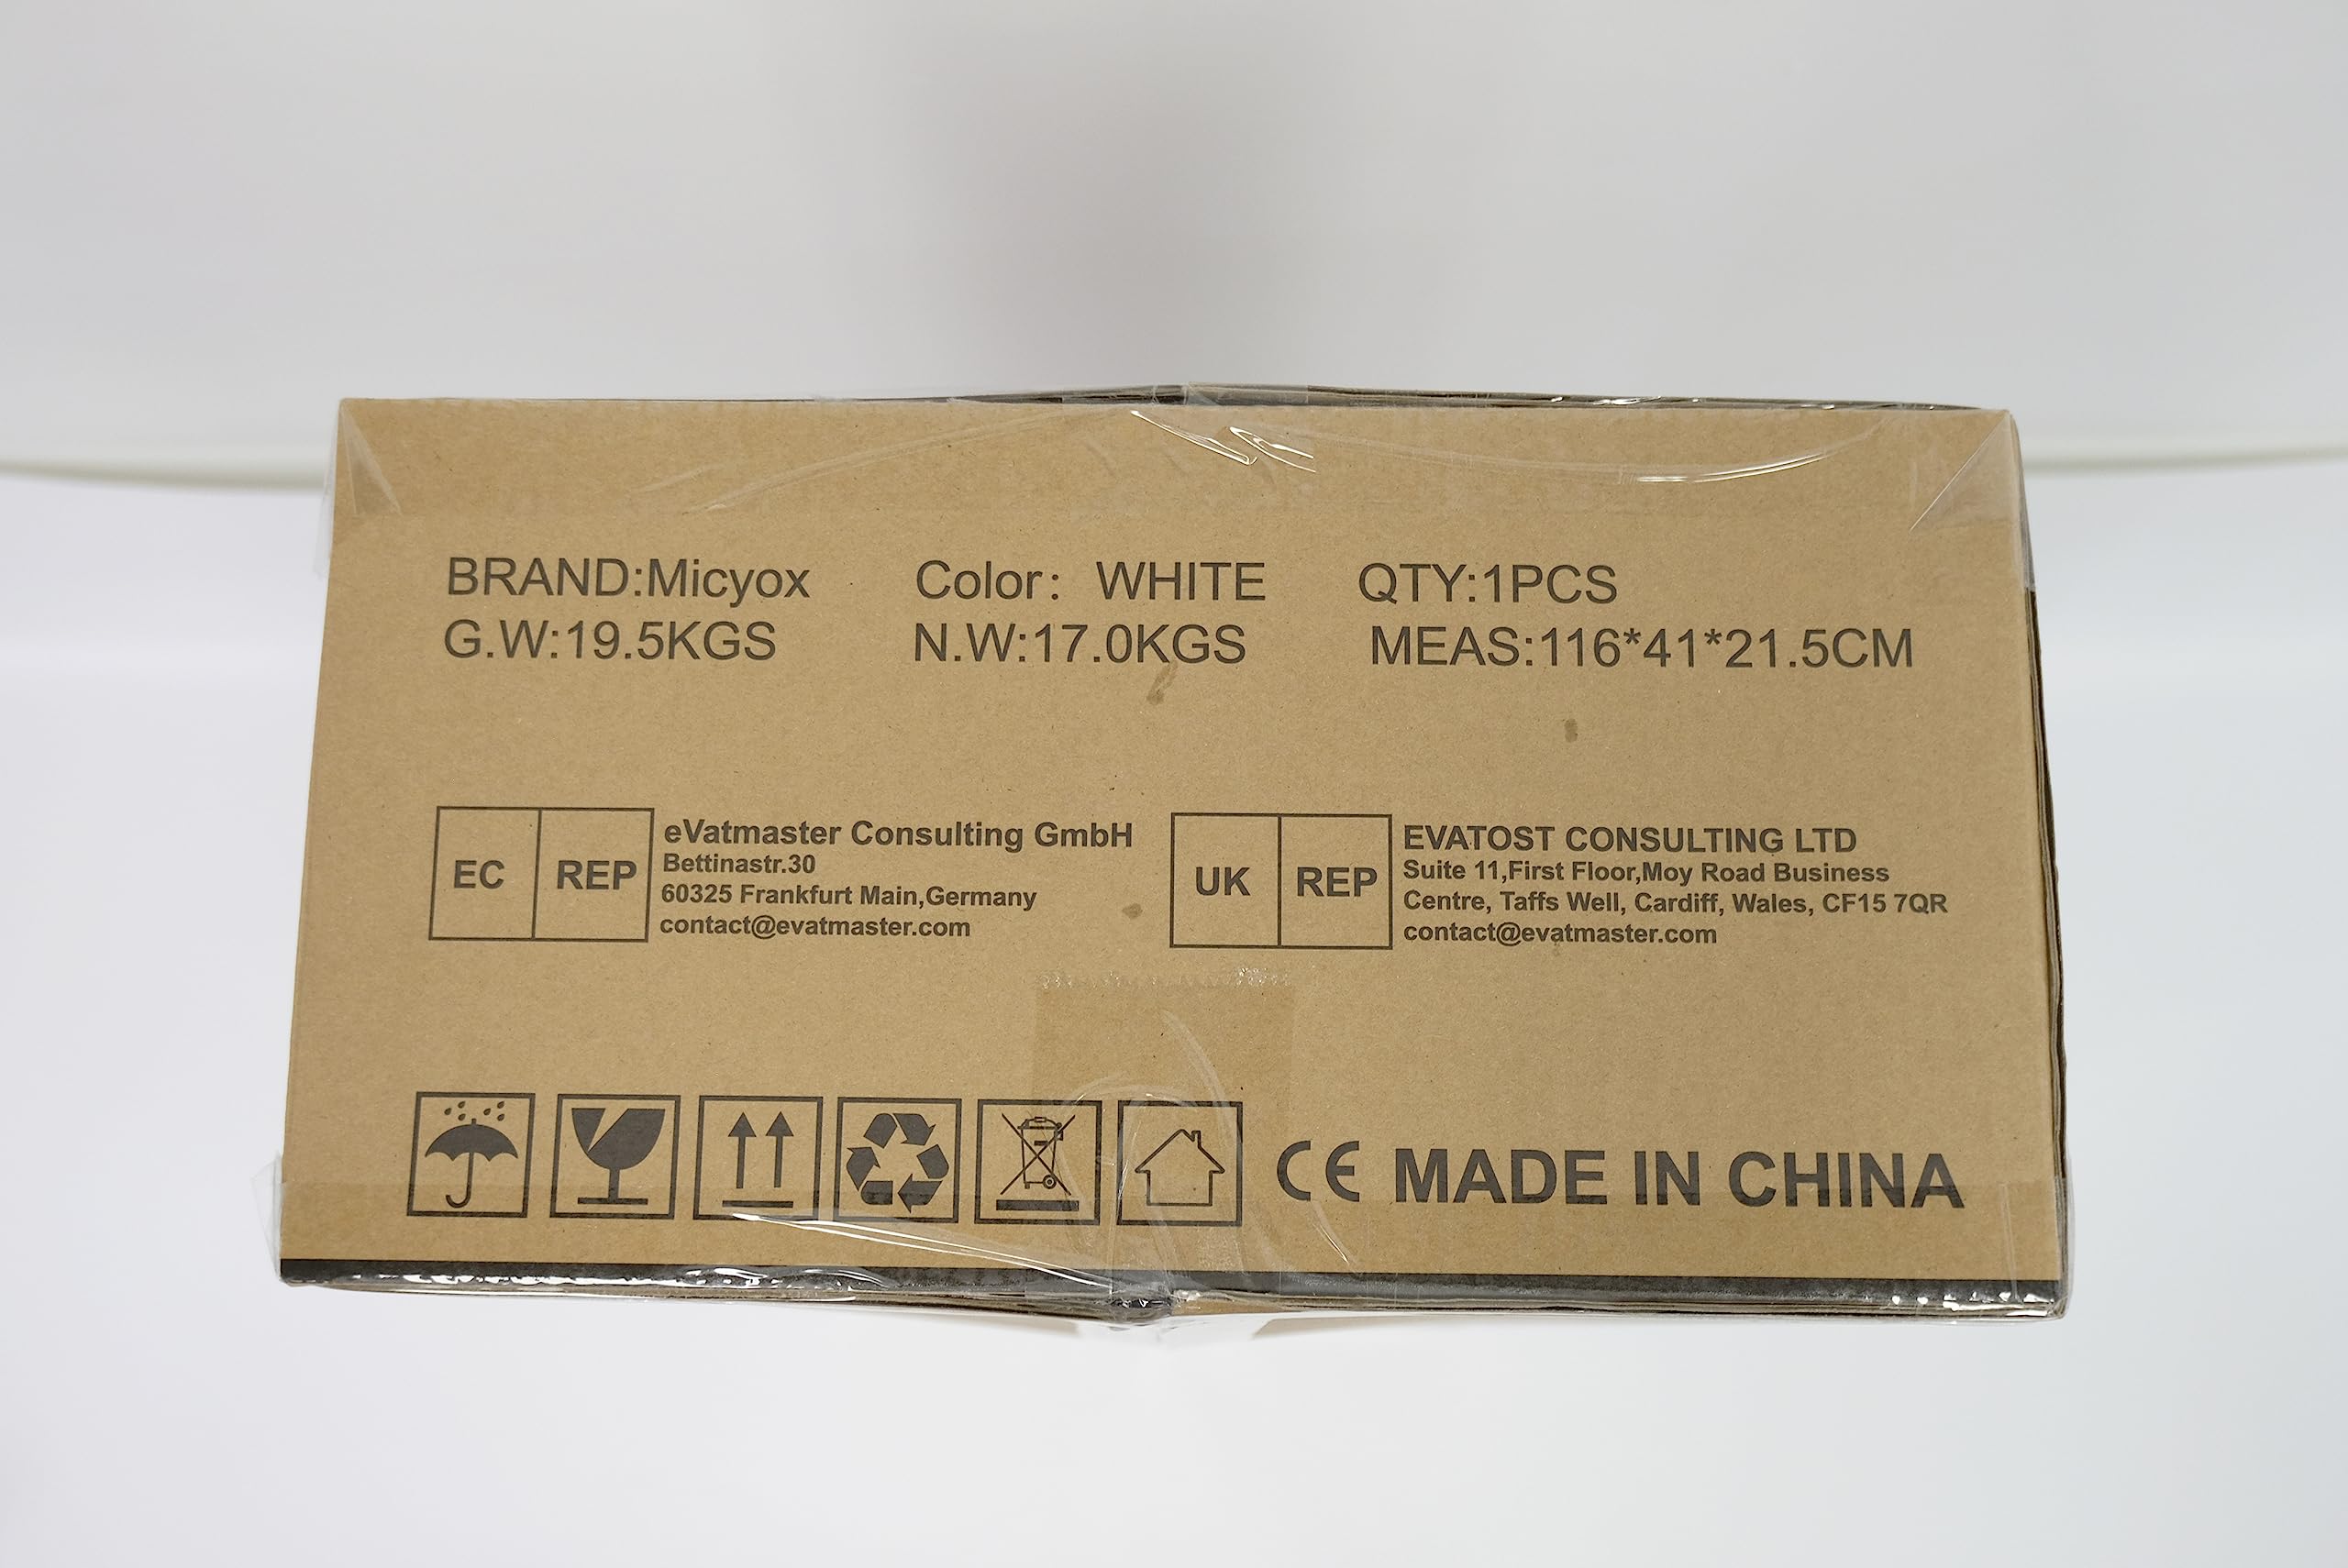 BRAND:Micyox Color: WHITE QTY:1PCS
G.W:19.5KGS N.W:17.0KGS MEAS:116*41*21.5CM
EC REP
eVatmaster Consulting GmbH
Bettinastr.30
60325 Frankfurt Main,Germany
contact@evatmaster.com
UK REP
EVATOST CONSULTING LTD
Suite 11,First Floor,Moy Road Business
Centre, Taffs Well, Cardiff, Wales, CF15 7QR
contact@evatmaster.com
CE MADE IN CHINA